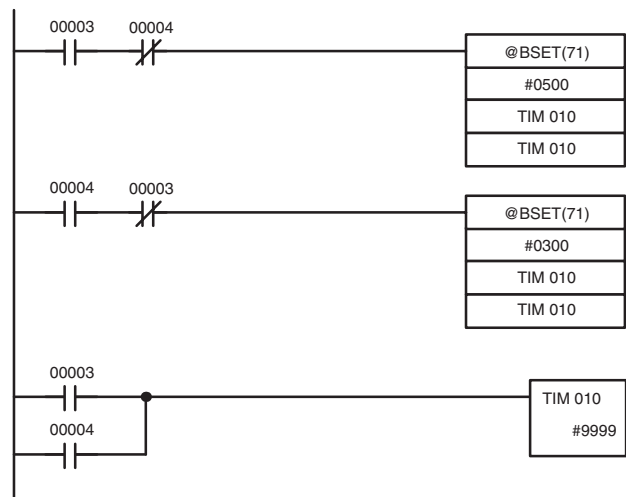 00003 00004
@BSET(71)
#0500
TIM 010
TIM 010
00004 00003
@BSET(71)
#0300
TIM 010
TIM 010
00003
TIM 010
00004
#9999